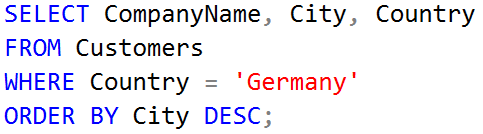 SELECT CompanyName, City, Country
FROM Customers
WHERE Country = 'Germany'
ORDER BY City DESC;